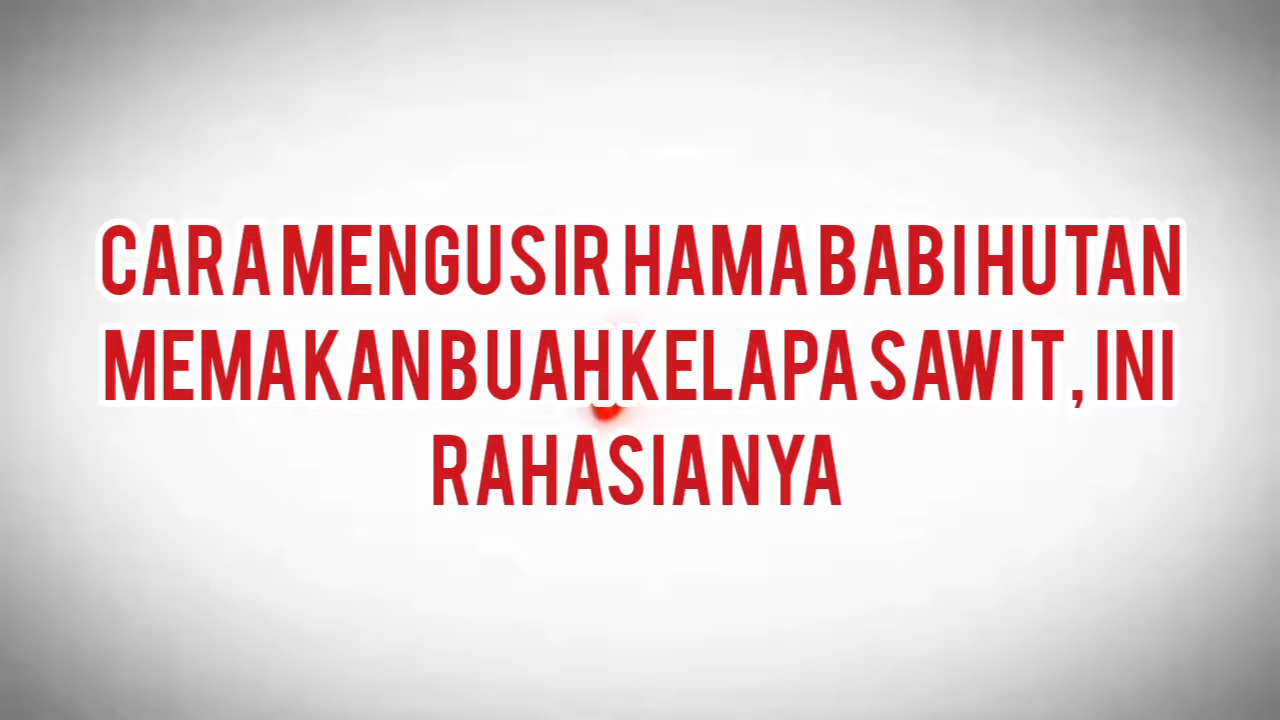 CARA MENGUSIR HAMA BABI HUTAN
MEMAKAN BUAH KELAPA SAWIT, INI
RAHASIANYA